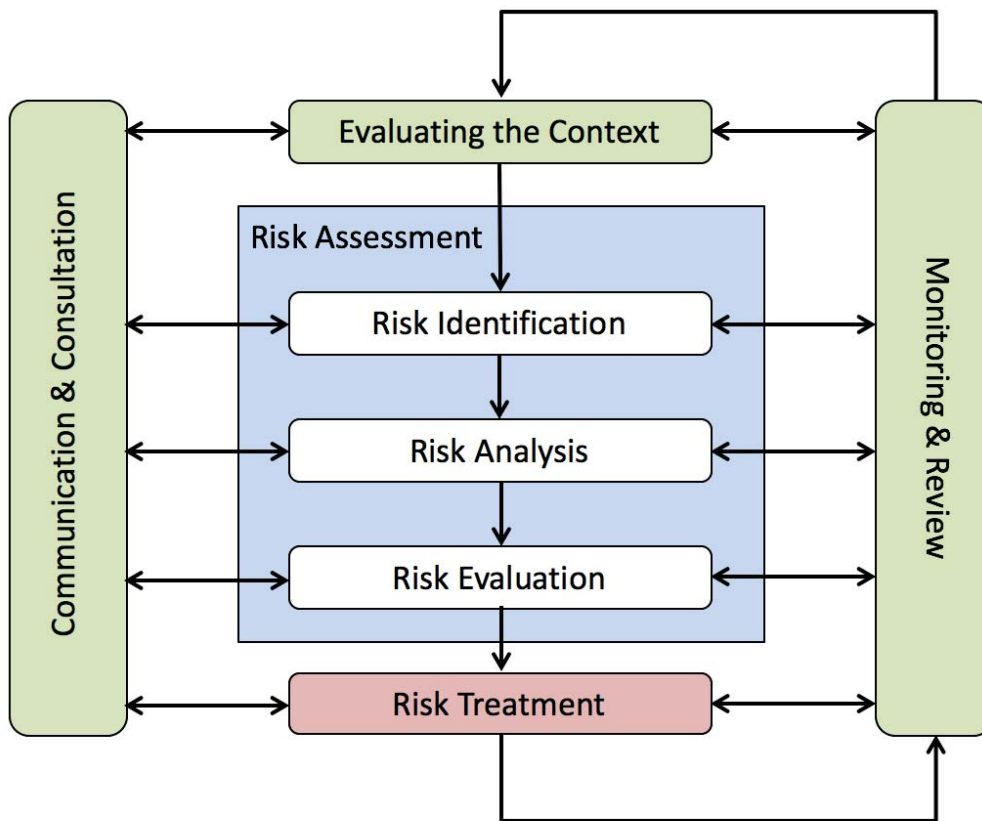 Evaluating the Context
Communication & Consultation
Risk Assessment
Risk Identification
Risk Analysis
Risk Evaluation
Risk Treatment
Monitoring & Review